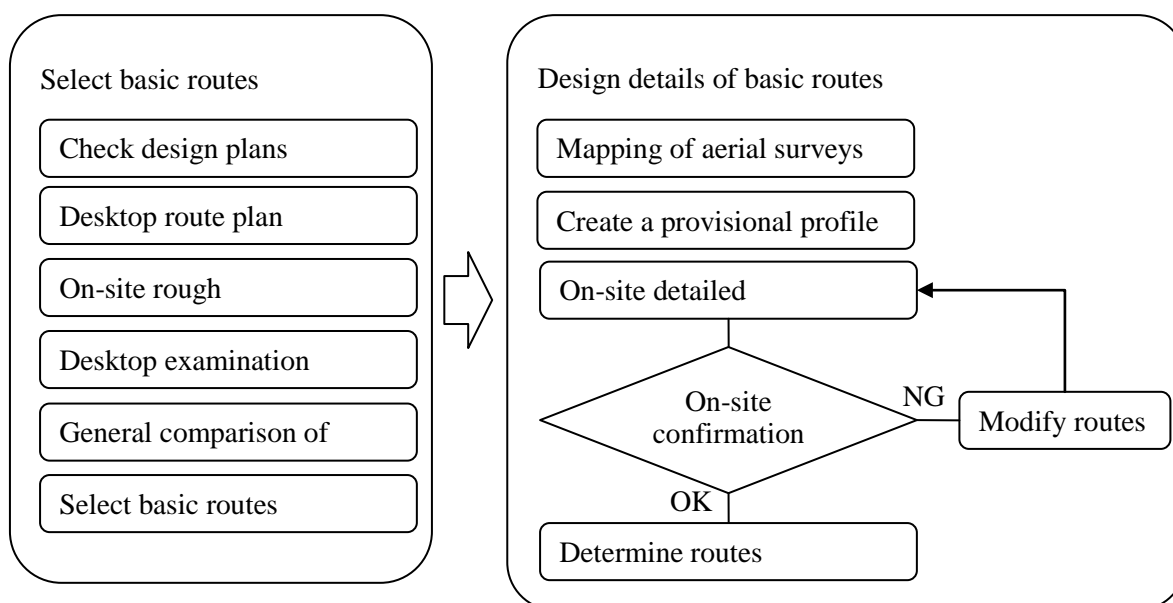 Select basic routes
Check design plans
Desktop route plan
On-site rough
Desktop examination
General comparison of
Select basic routes
Design details of basic routes
Mapping of aerial surveys
Create a provisional profile
On-site detailed
On-site
confirmation
NG
Modify routes
OK
Determine routes